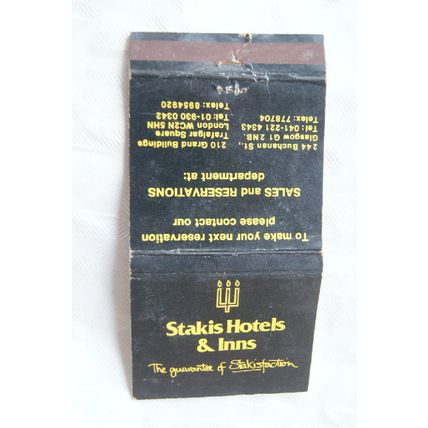 Stakis Hotels
& Inns
The guarantee of Stakisfaction
To make your next reservation
please contact our
SALES and RESERVATIONS
department at:
244 Buchanan St.,
Glasgow G1 2NB.
Tel: 041-221 4343
Telex: 778704
210 Grand Buildings
Trafalgar Square
London WC2N 5HN
Tel: 01-930 0342
Telex: 8954920